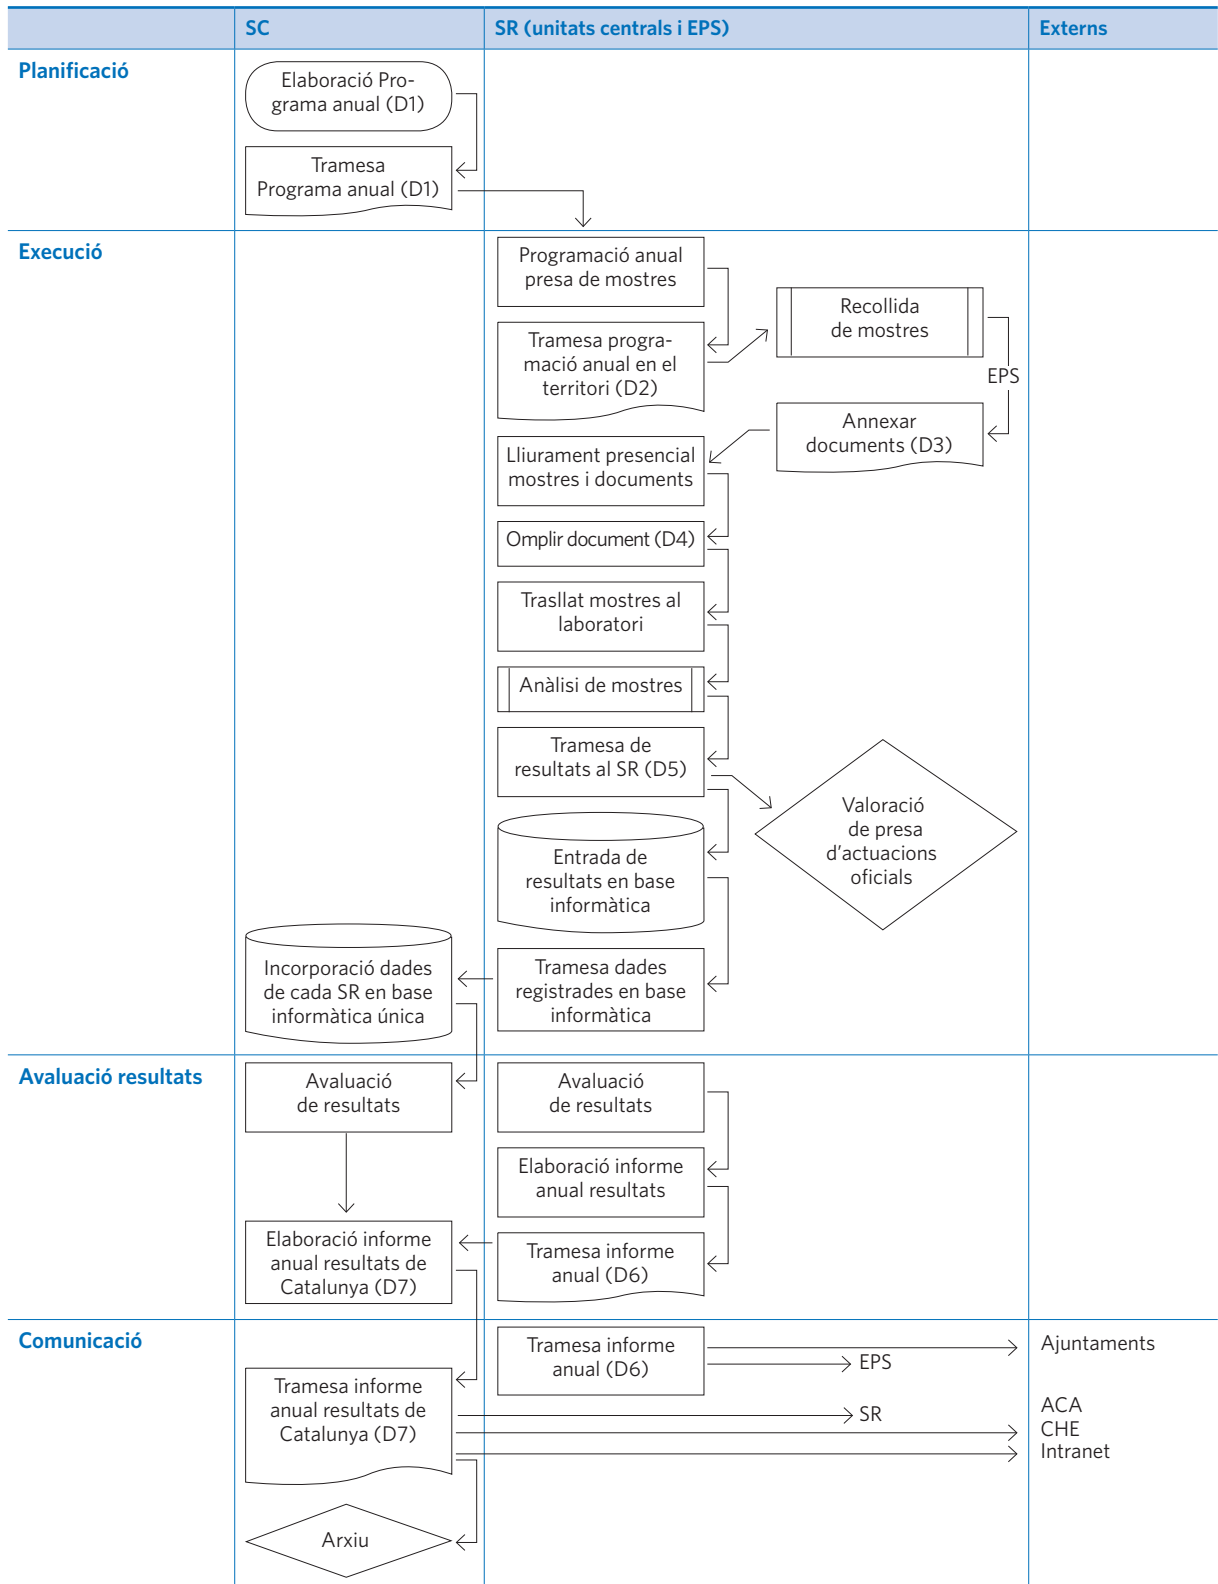 SC
SR (unitats centrals i EPS)
Externs
Planificació
Elaboració Pro-
grama anual (D1)
Tramesa
Programa anual (D1)
Execució
Programació anual
presa de mostres
Tramesa progra-
mació anual en el
territori (D2)
Recollida
de mostres
EPS
Annexar
documents (D3)
Lliurament presencial
mostres i documents
Omplir document (D4)
Trasllat mostres al
laboratori
Anàlisi de mostres
Tramesa de
resultats al SR (D5)
Valoració
de presa
d'actuacions
oficials
Entrada de
resultats en base
informàtica
Tramesa dades
registrades en base
informàtica
Incorporació dades
de cada SR en base
informàtica única
Avaluació resultats
Avaluació
de resultats
Avaluació
de resultats
Elaboració informe
anual resultats
Elaboració informe
anual resultats de
Catalunya (D7)
Tramesa informe
anual (D6)
Comunicació
Tramesa informe
anual (D6)
Ajuntaments
EPS
Tramesa informe
anual resultats de
Catalunya (D7)
SR
ACA
CHE
Intranet
Arxiu